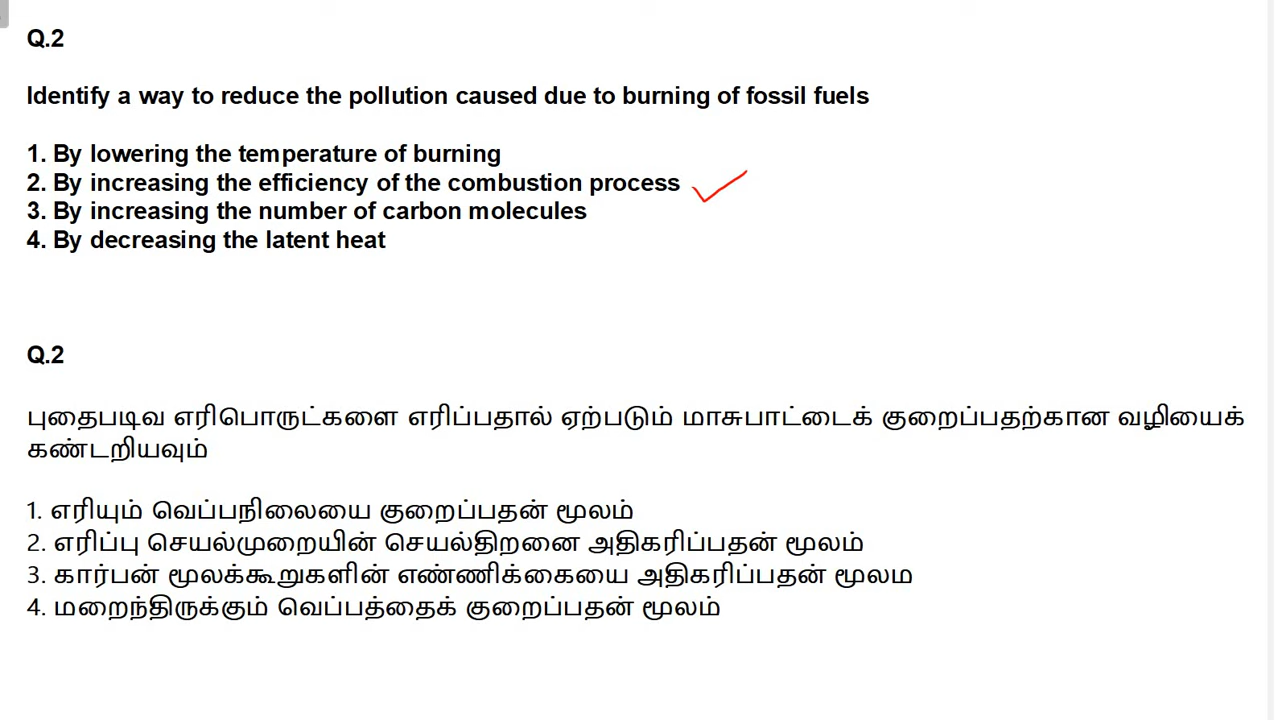 Q.2
Identify a way to reduce the pollution caused due to burning of fossil fuels
1. By lowering the temperature of burning
2. By increasing the efficiency of the combustion process
3. By increasing the number of carbon molecules
4. By decreasing the latent heat
Q.2
புதைபடிவ எரிபொருட்களை எரிப்பதால் ஏற்படும் மாசுபாட்டைக் குறைப்பதற்கான வழியைக்
கண்டறியவும்
1. எரியும் வெப்பநிலையை குறைப்பதன் மூலம்
2. எரிப்பு செயல்முறையின் செயல்திறனை அதிகரிப்பதன் மூலம்
3. கார்பன் மூலக்கூறுகளின் எண்ணிக்கையை அதிகரிப்பதன் மூலம
4. மறைந்திருக்கும் வெப்பத்தைக் குறைப்பதன் மூலம்